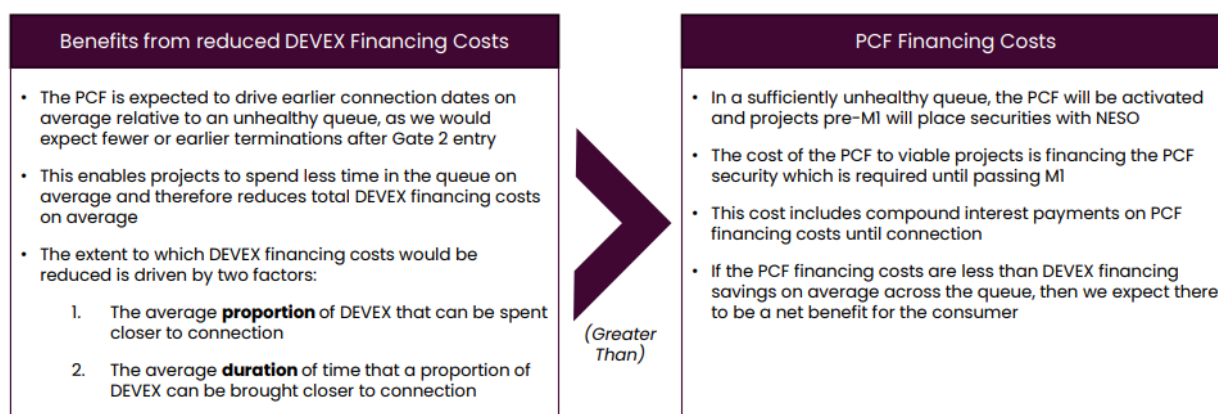 Benefits from reduced DEVEX Financing Costs
• The PCF is expected to drive earlier connection dates on
average relative to an unhealthy queue, as we would
expect fewer or earlier terminations after Gate 2 entry
• This enables projects to spend less time in the queue on
average and therefore reduces total DEVEX financing costs
on average
• The extent to which DEVEX financing costs would be
reduced is driven by two factors:
1. The average proportion of DEVEX that can be spent
closer to connection
2. The average duration of time that a proportion of
DEVEX can be brought closer to connection
(Greater
Than)
PCF Financing Costs
• In a sufficiently unhealthy queue, the PCF will be activated
and projects pre-M1 will place securities with NESO
• The cost of the PCF to viable projects is financing the PCF
security which is required until passing M1
• This cost includes compound interest payments on PCF
financing costs until connection
• If the PCF financing costs are less than DEVEX financing
savings on average across the queue, then we expect there
to be a net benefit for the consumer